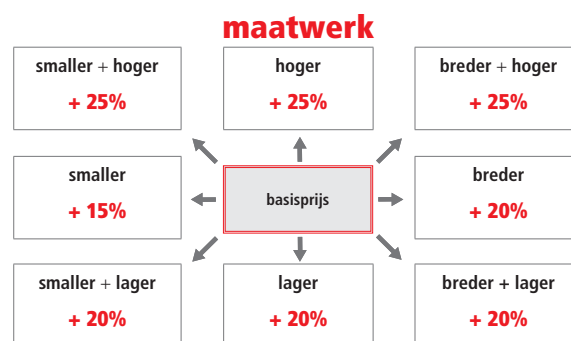 maatwerk
smaller + hoger
+ 25%
hoger
+ 25%
breder + hoger
+ 25%
smaller
+ 15%
basisprijs
breder
+ 20%
smaller + lager
+ 20%
lager
+ 20%
breder + lager
+ 20%